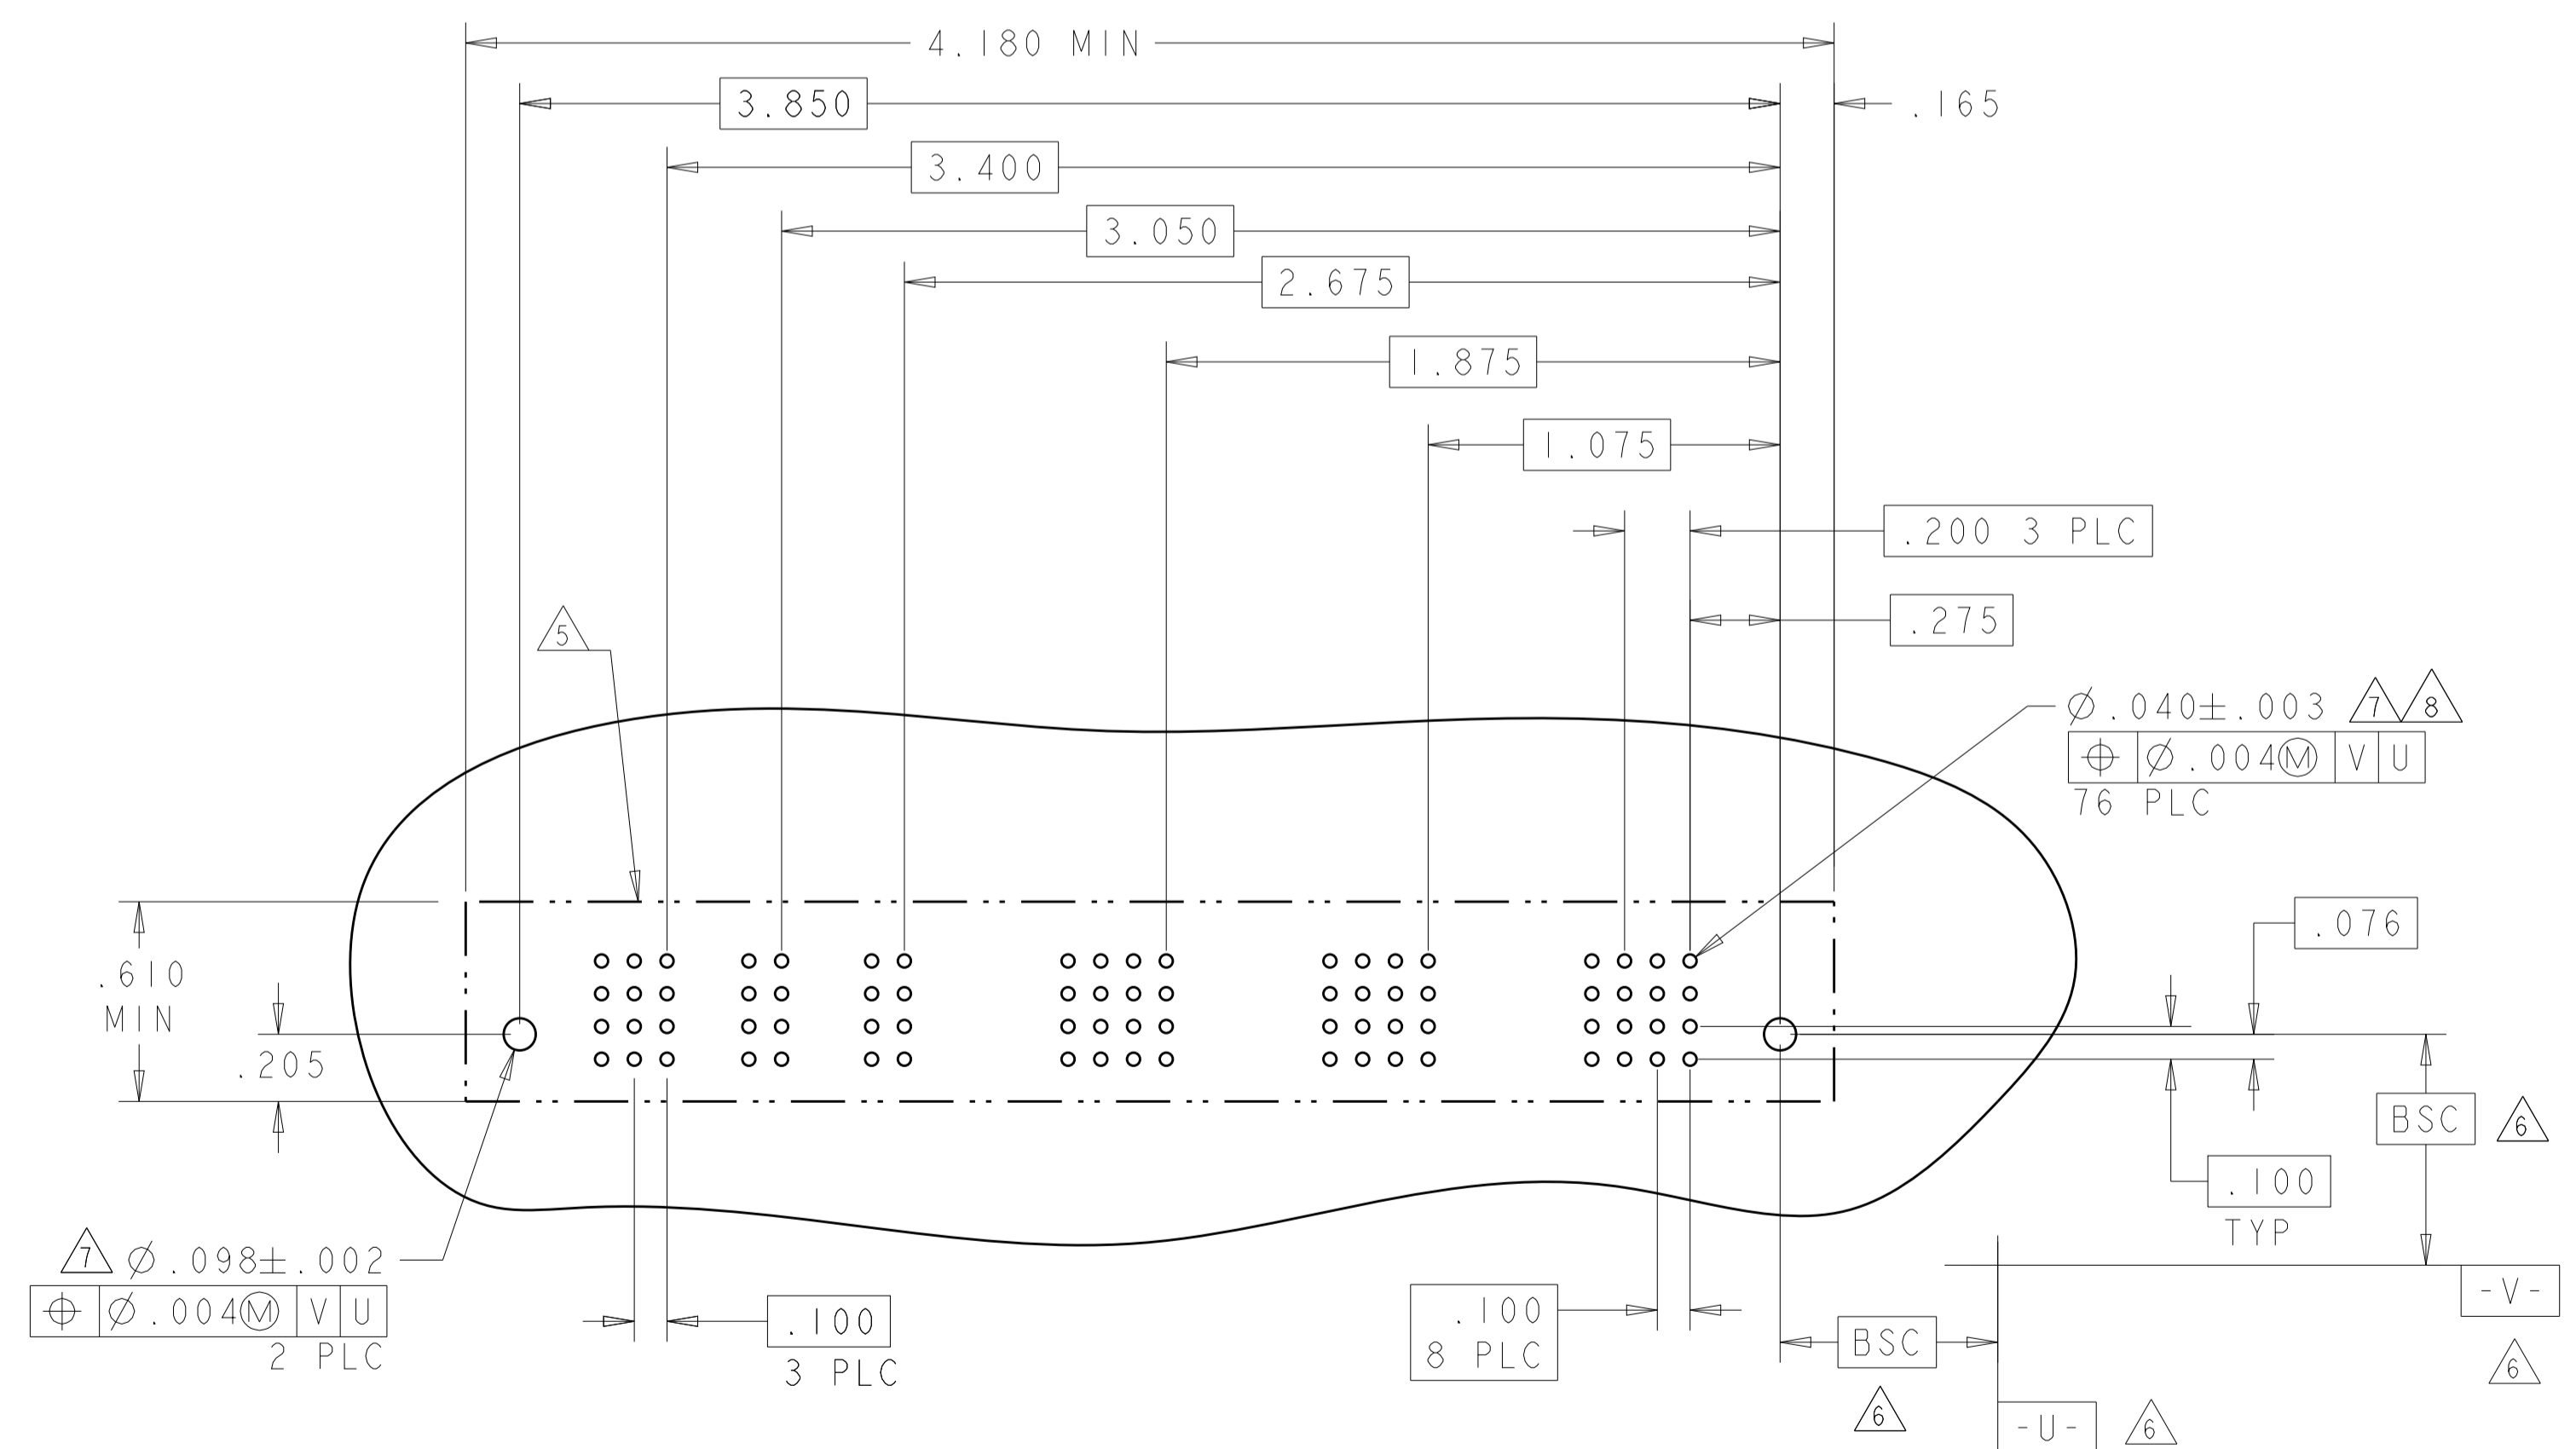 4.180 MIN
3.850
.165
3.400
3.050
2.675
1.875
1.075
.200 3 PLC
.275
5
Ø.040±.003 7 8
⌖ Ø.004Ⓜ V U
76 PLC
.076
.610
MIN
.205
BSC 6
.100
TYP
7 Ø.098±.002
⌖ Ø.004Ⓜ V U
2 PLC
.100
3 PLC
.100
8 PLC
BSC
6
-V-
6
-U- 6